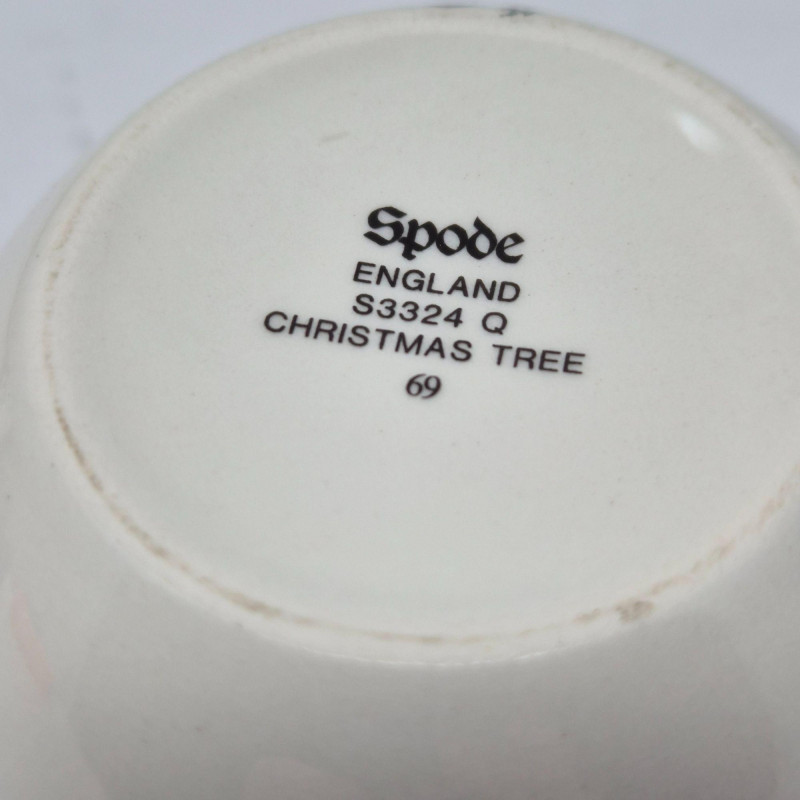 Spode
ENGLAND
S3324 Q
CHRISTMAS TREE
69